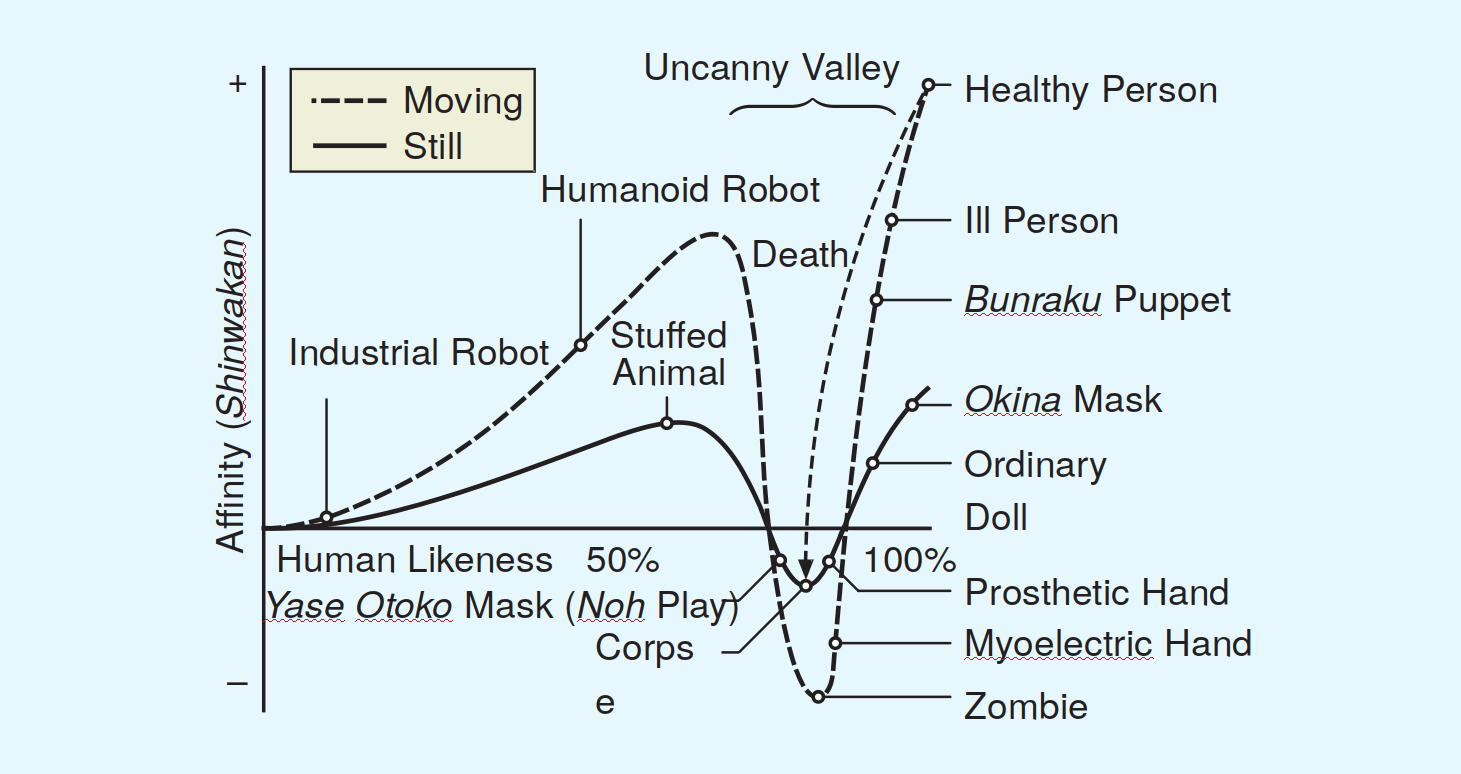 Uncanny Valley
+
Moving
Still
Healthy Person
Humanoid Robot
Ill Person
Death
Bunraku Puppet
Stuffed
Animal
Industrial Robot
Okina Mask
Affinity (Shinwakan)
Ordinary
Doll
Human Likeness 50% 100%
Yase Otoko Mask (Noh Play)
Prosthetic Hand
Corps
e
Myoelectric Hand
–
Zombie